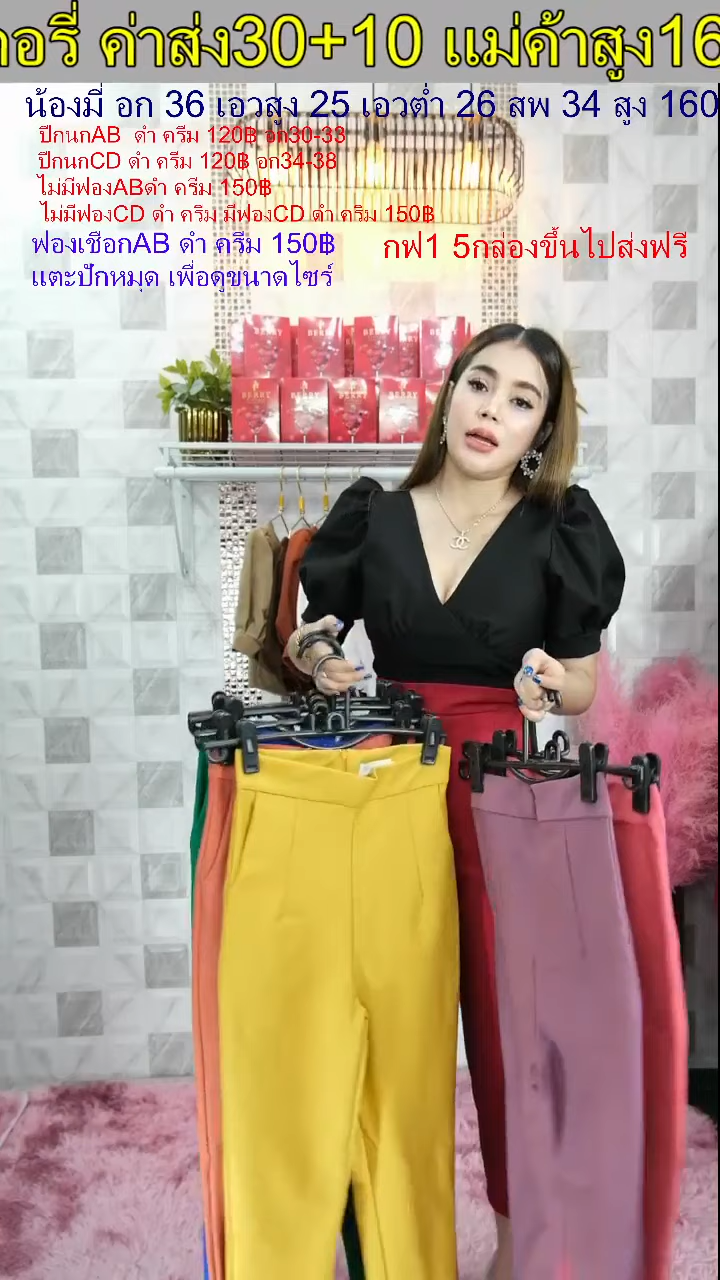 อรี่ ค่าส่ง30+10 แม่ค้าสูง16
น้องมี่ อก 36 เอวสูง 25 เอวต่ำ 26 สพ 34 สูง 160
ปีกนกAB ดำ ครีม 120฿ อก30-33
ปีกนกCD ดำ ครีม 120฿ อก34-38
ไม่มีฟองABดำ ครีม 150฿
ไม่มีฟองCD ดำ ครีม มีฟองCD ดำ ครีม 150฿
ฟองเชือกAB ดำ ครีม 150฿
กฟ1 5กล่องขึ้นไปส่งฟรี
แตะปักหมุด เพื่อดูขนาดไซร์
BERRY BERRY BERRY BERRY
BERRY BERRY BERRY BERRY